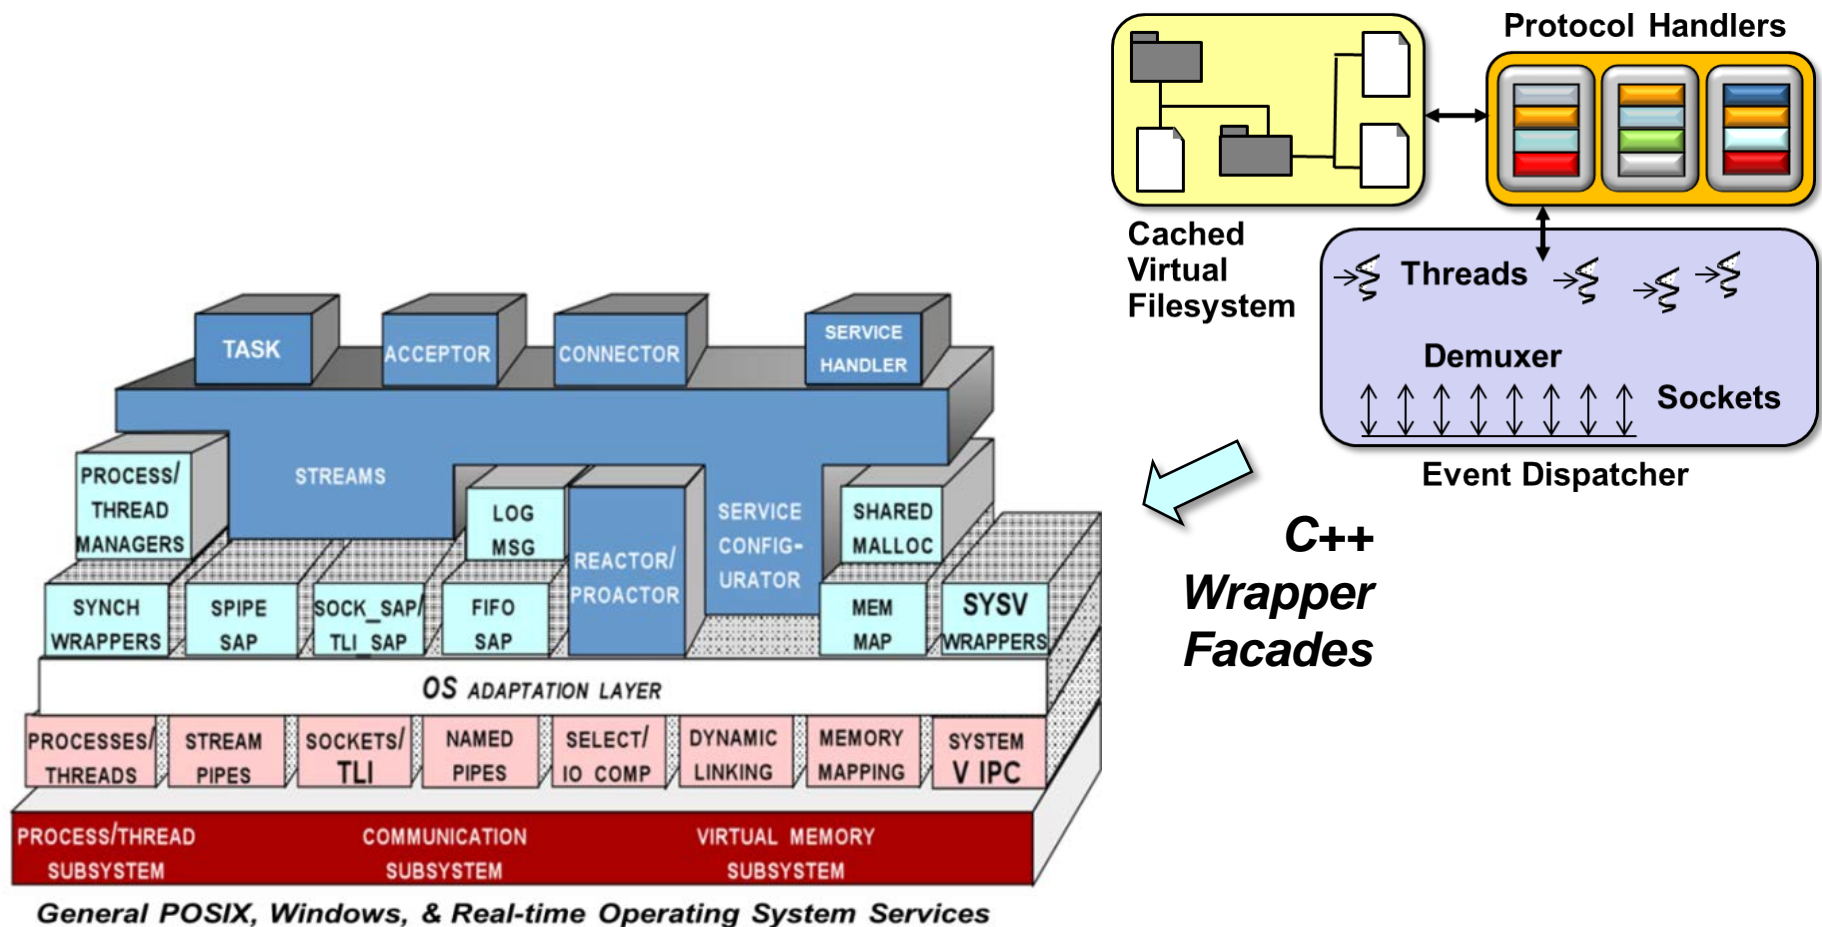 Protocol Handlers
Cached
Virtual
Filesystem
Threads
Demuxer
Sockets
Event Dispatcher
C++
Wrapper
Facades
TASK
ACCEPTOR
CONNECTOR
SERVICE
HANDLER
PROCESS/
THREAD
MANAGERS
STREAMS
LOG
MSG
REACTOR/
PROACTOR
SERVICE
CONFIG-
URATOR
SHARED
MALLOC
SYNCH
WRAPPERS
SPIPE
SAP
SOCK_SAP/
TLI_SAP
FIFO
SAP
MEM
MAP
SYSV
WRAPPERS
OS ADAPTATION LAYER
PROCESSES/
THREADS
STREAM
PIPES
SOCKETS/
TLI
NAMED
PIPES
SELECT/
IO COMP
DYNAMIC
LINKING
MEMORY
MAPPING
SYSTEM
V IPC
PROCESS/THREAD
SUBSYSTEM
COMMUNICATION
SUBSYSTEM
VIRTUAL MEMORY
SUBSYSTEM
General POSIX, Windows, & Real-time Operating System Services